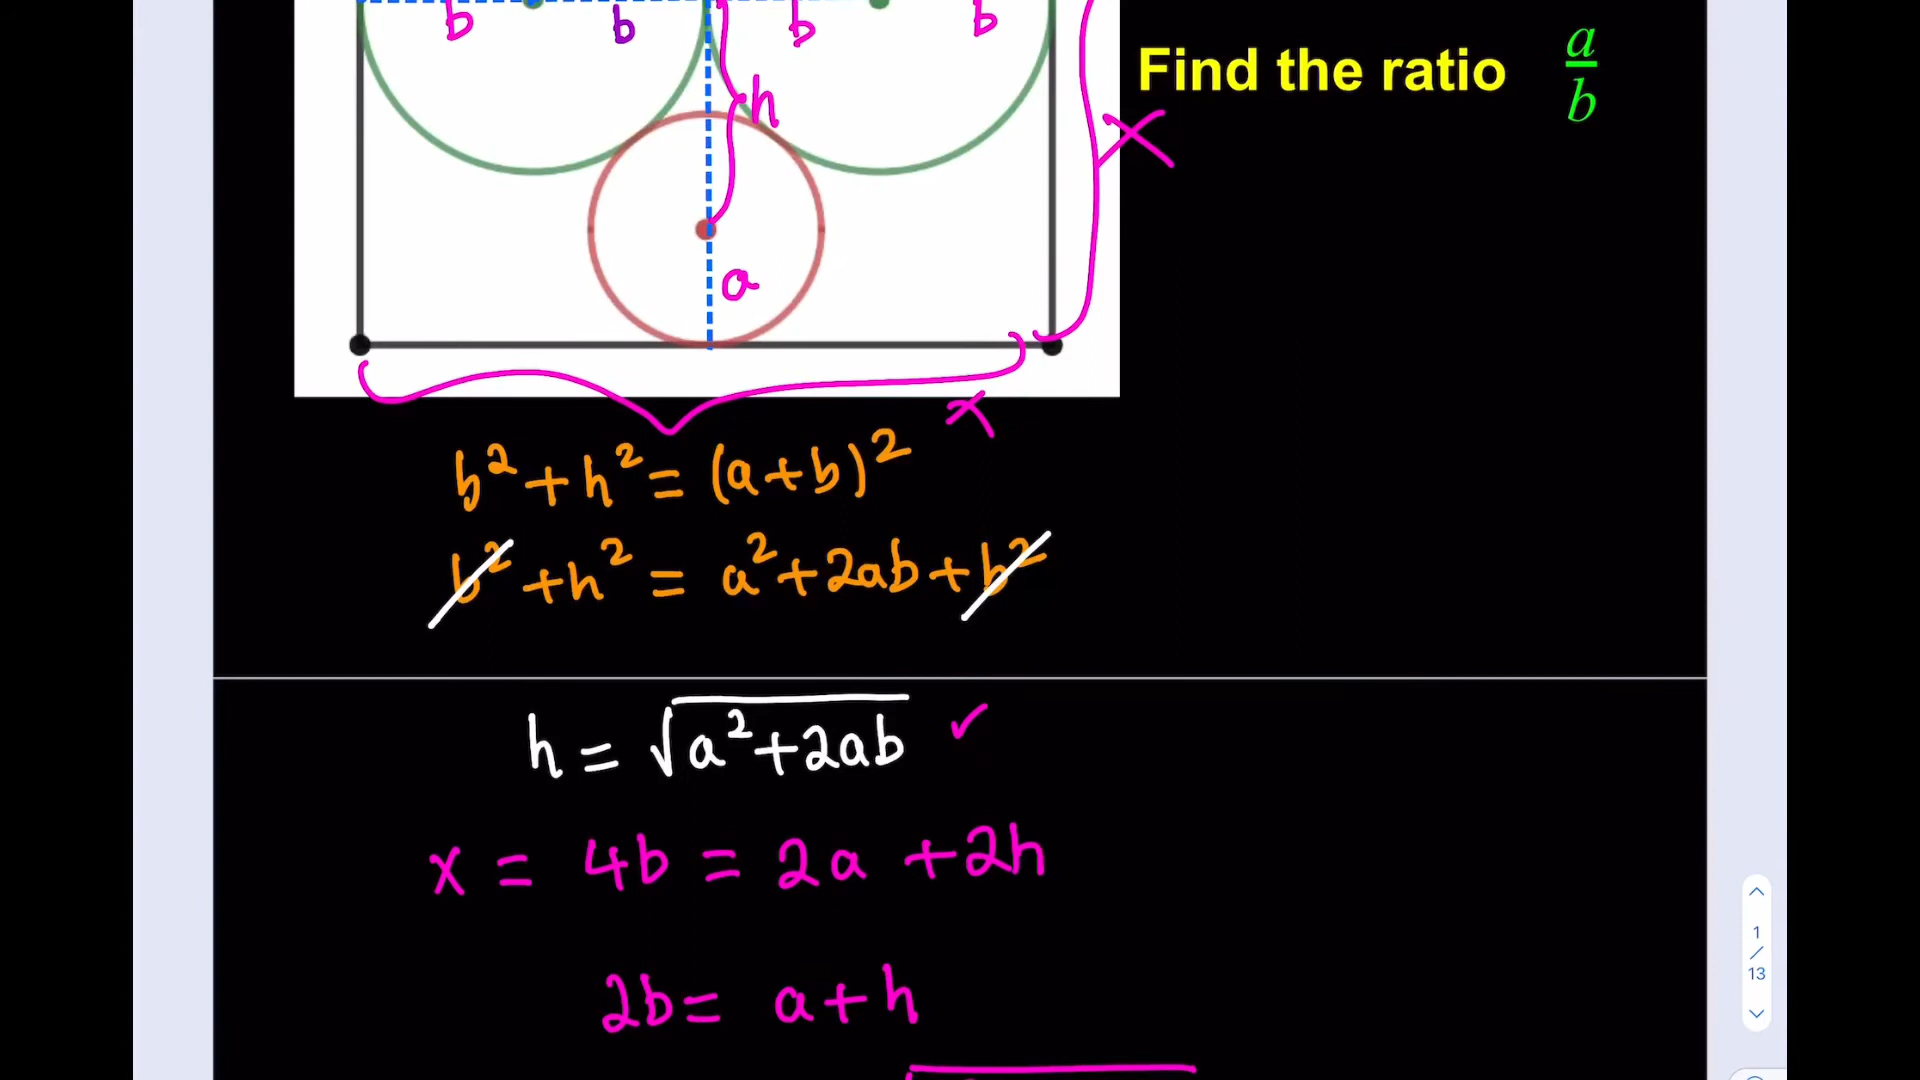 b b b b
Find the ratio a/b
h
x
a
x
b² + h² = (a+b)²
b² + h² = a² + 2ab + b²
h = √(a² + 2ab) ✓
x = 4b = 2a + 2h
2b = a + h
1
/
13